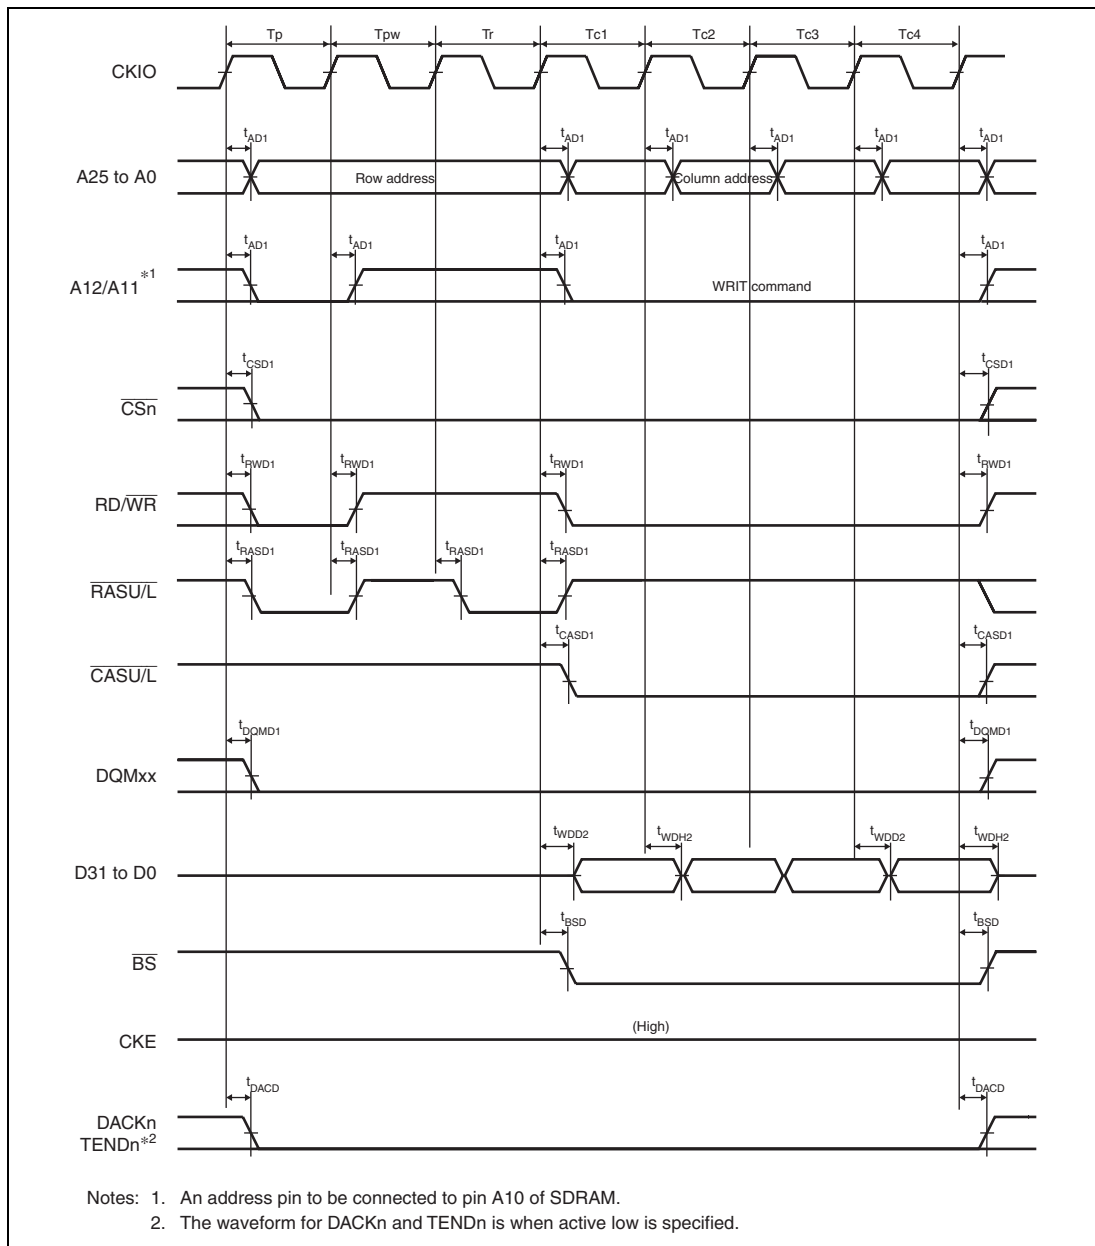 Tp Tpw Tr Tc1 Tc2 Tc3 Tc4
CKIO
tAD1 tAD1 tAD1 tAD1 tAD1 tAD1
A25 to A0 Row address Column address
tAD1 tAD1 tAD1 tAD1
A12/A11*1 WRIT command
tCSD1 tCSD1
CSn
tRWD1 tRWD1 tRWD1 tRWD1
RD/WR
tRASD1 tRASD1 tRASD1 tRASD1
RASU/L
tCASD1 tCASD1
CASU/L
tDQMD1 tDQMD1
DQMxx
tWDD2 tWDH2 tWDD2 tWDH2
D31 to D0
tBSD tBSD
BS
(High)
CKE
tDACD tDACD
DACKn
TENDn*2
Notes: 1. An address pin to be connected to pin A10 of SDRAM.
2. The waveform for DACKn and TENDn is when active low is specified.